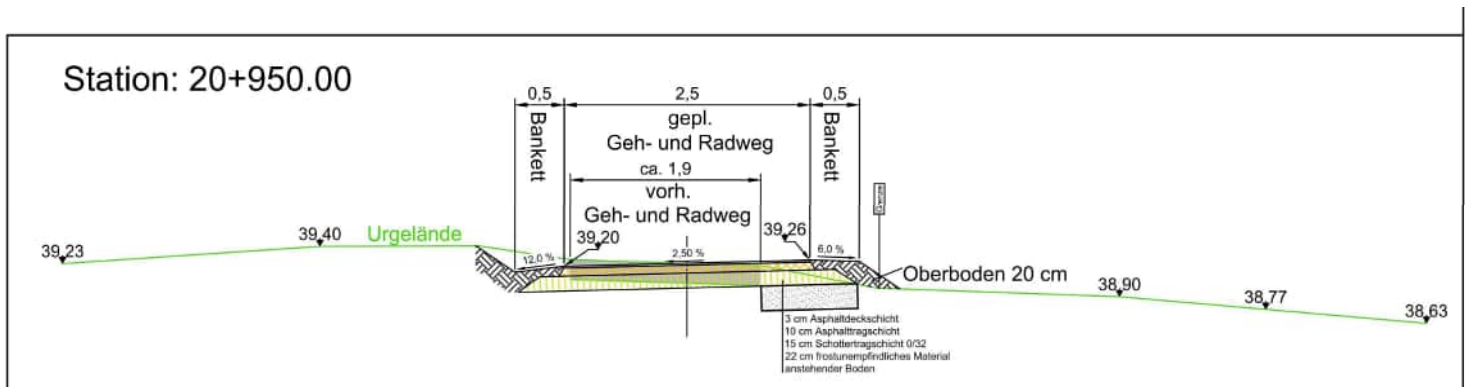 Station: 20+950.00
0,5
2,5
0,5
Bankett
gepl.
Geh- und Radweg
Bankett
ca. 1,9
vorh.
Geh- und Radweg
Grenze
39,23
39,40
Urgelände
39,20
39,26
12,0 %
2,50 %
6,0 %
Oberboden 20 cm
38,90
38,77
38,63
3 cm Asphaltdeckschicht
10 cm Asphalttragschicht
15 cm Schottertragschicht 0/32
22 cm frostunempfindliches Material
anstehender Boden